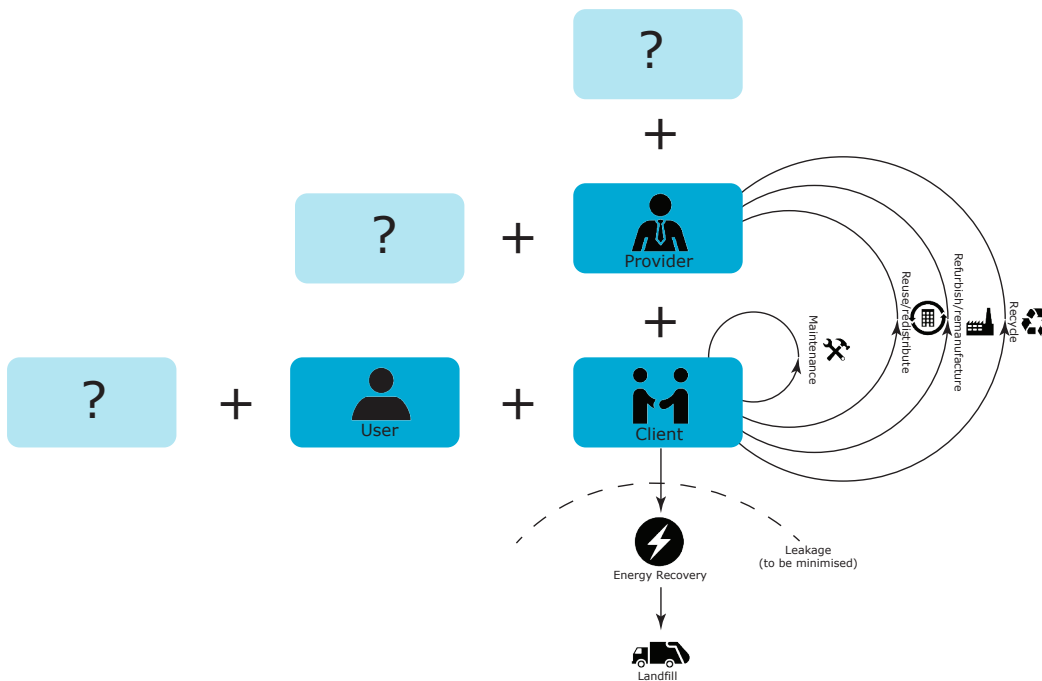 ?
+
?
+
Provider
+
Maintenance
Reuse/redistribute
Refurbish/remanufacture
Recycle
?
+
User
+
Client
Leakage
(to be minimised)
Energy Recovery
Landfill